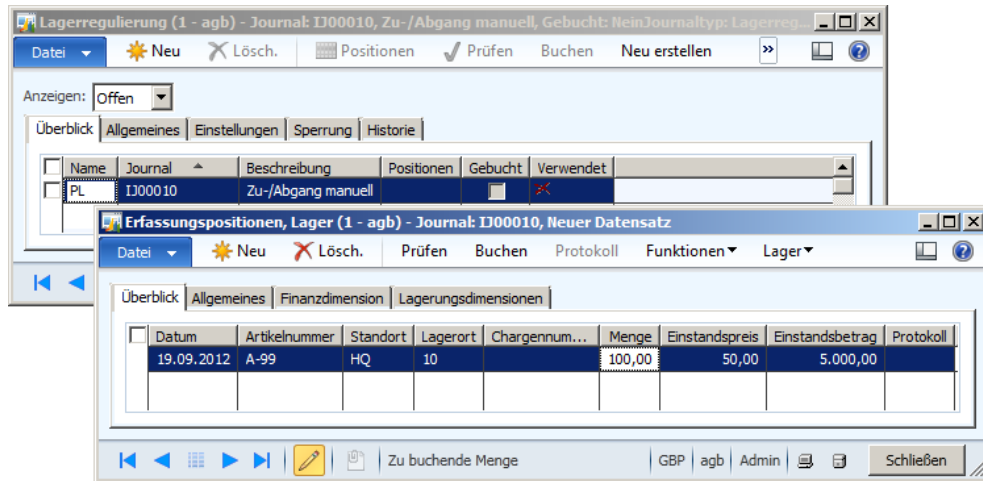 Lagerregulierung (1 - agb) - Journal: IJ00010, Zu-/Abgang manuell, Gebucht: NeinJournaltyp: Lagerreg...
Datei Neu Lösch. Positionen Prüfen Buchen Neu erstellen »
Anzeigen: Offen
Überblick Allgemeines Einstellungen Sperrung Historie
Name Journal Beschreibung Positionen Gebucht Verwendet
PL IJ00010 Zu-/Abgang manuell
Erfassungspositionen, Lager (1 - agb) - Journal: IJ00010, Neuer Datensatz
Datei Neu Lösch. Prüfen Buchen Protokoll Funktionen Lager
Überblick Allgemeines Finanzdimension Lagerungsdimensionen
Datum Artikelnummer Standort Lagerort Chargennum... Menge Einstandspreis Einstandsbetrag Protokoll
19.09.2012 A-99 HQ 10 100,00 50,00 5.000,00
Zu buchende Menge GBP agb Admin Schließen